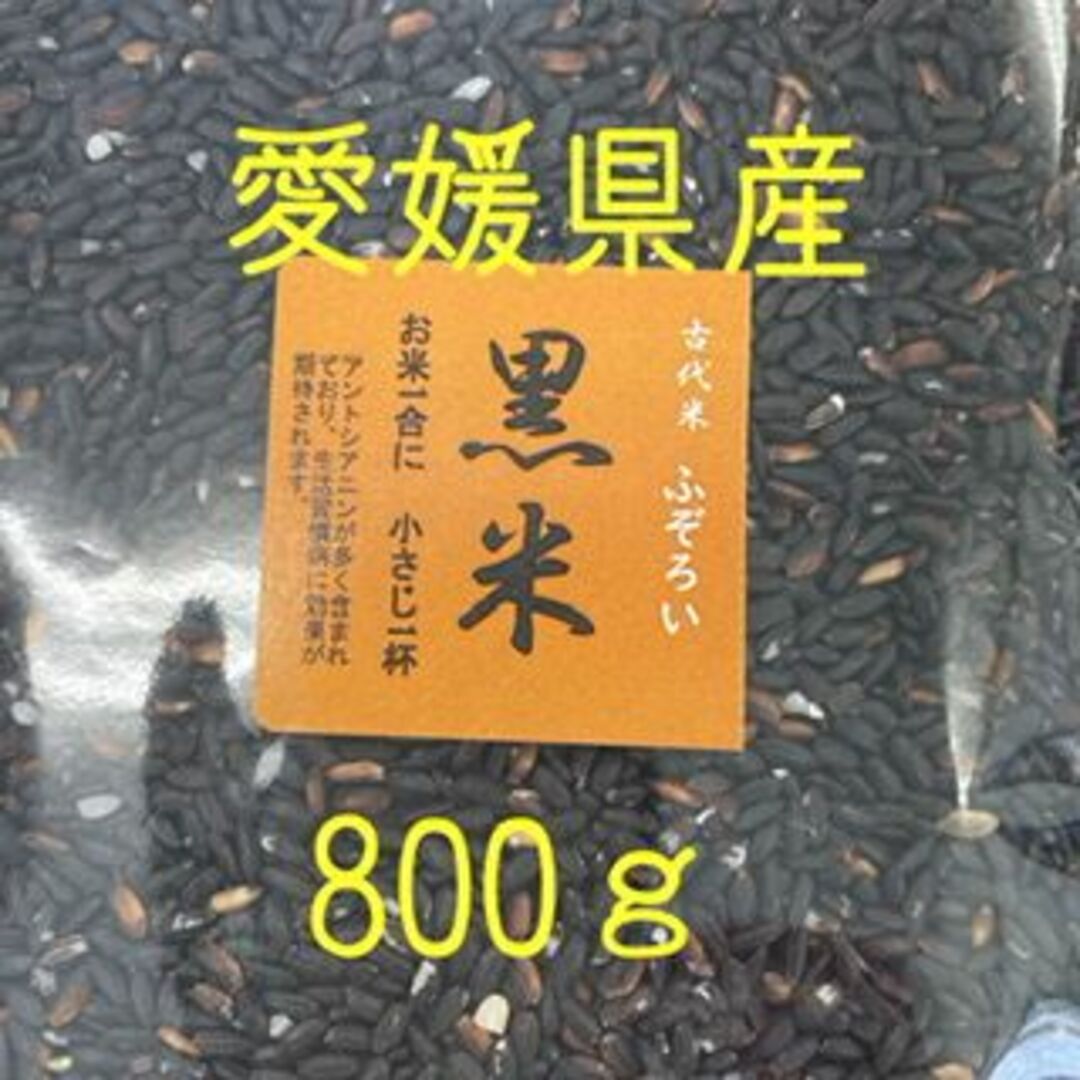 愛媛県産
古代米 ふぞろい
黒米
お米一合に 小さじ一杯
アントシアニンが多く含まれ
ており、生活習慣病に効果が
期待されます。
800g